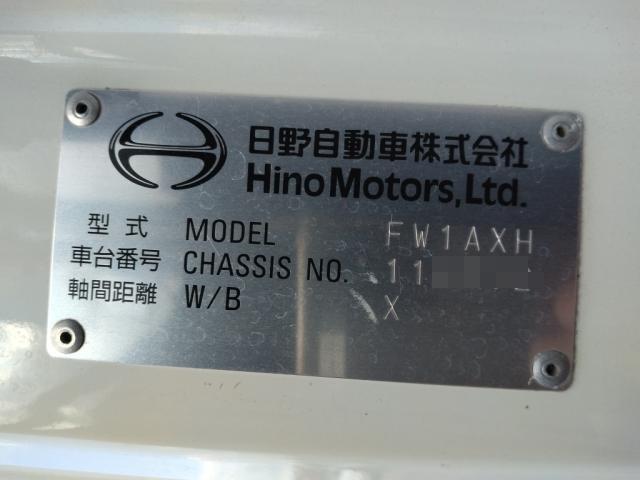 日野自動車株式会社
Hino Motors, Ltd.
型式 MODEL FW1AXH
車台番号 CHASSIS NO. 11
軸間距離 W/B X